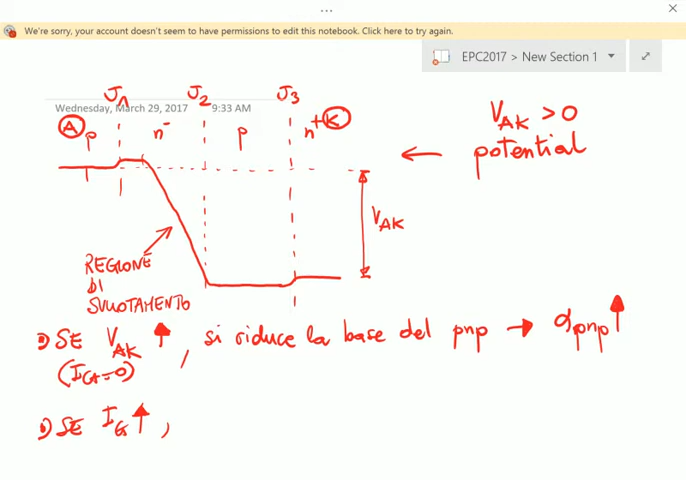 We're sorry, your account doesn't seem to have permissions to edit this notebook. Click here to try again.
EPC2017 > New Section 1
Wednesday, March 29, 2017 9:33 AM
J1 J2 J3
A p n- p n+ K
VAK > 0
potential
VAK
REGIONE
DI
SVUOTAMENTO
1) SE VAK ↑, si riduce la base del pnp → αpnp ↑
(IG=0)
1) SE IG ↑,